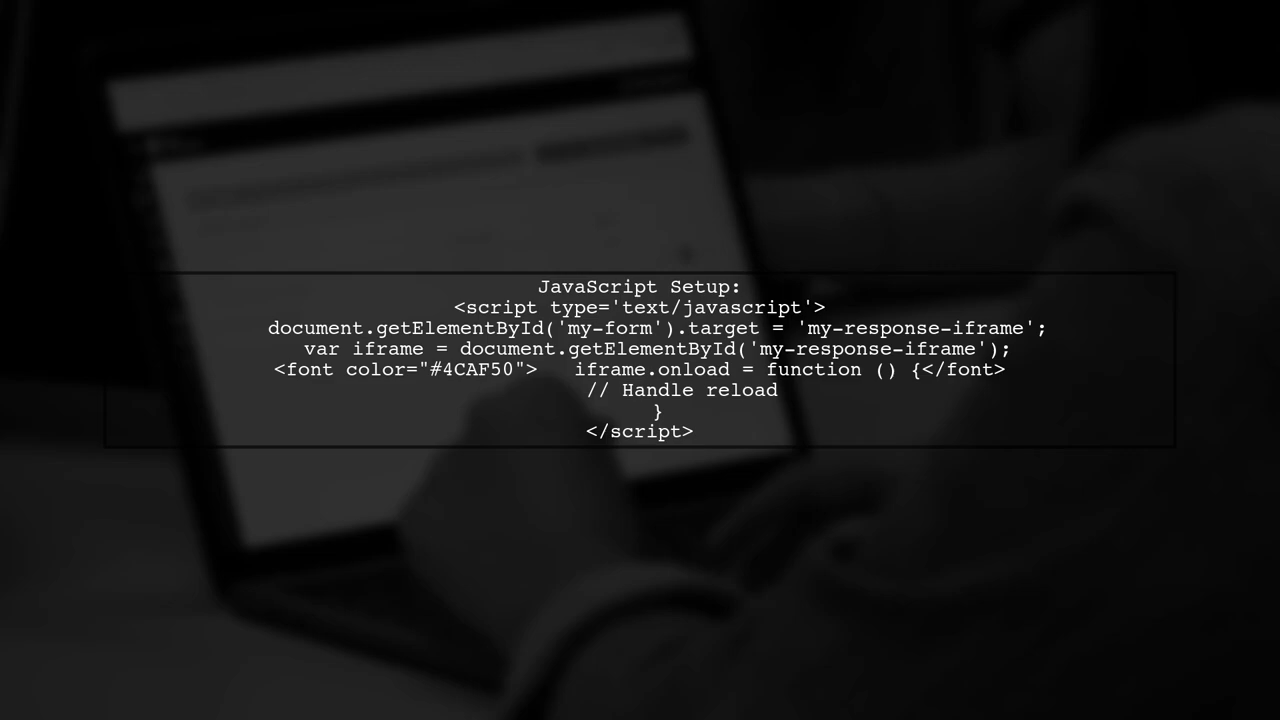 JavaScript Setup:
<script type='text/javascript'>
document.getElementById('my-form').target = 'my-response-iframe';
var iframe = document.getElementById('my-response-iframe');
<font color="#4CAF50">   iframe.onload = function () {</font>
// Handle reload
}
</script>